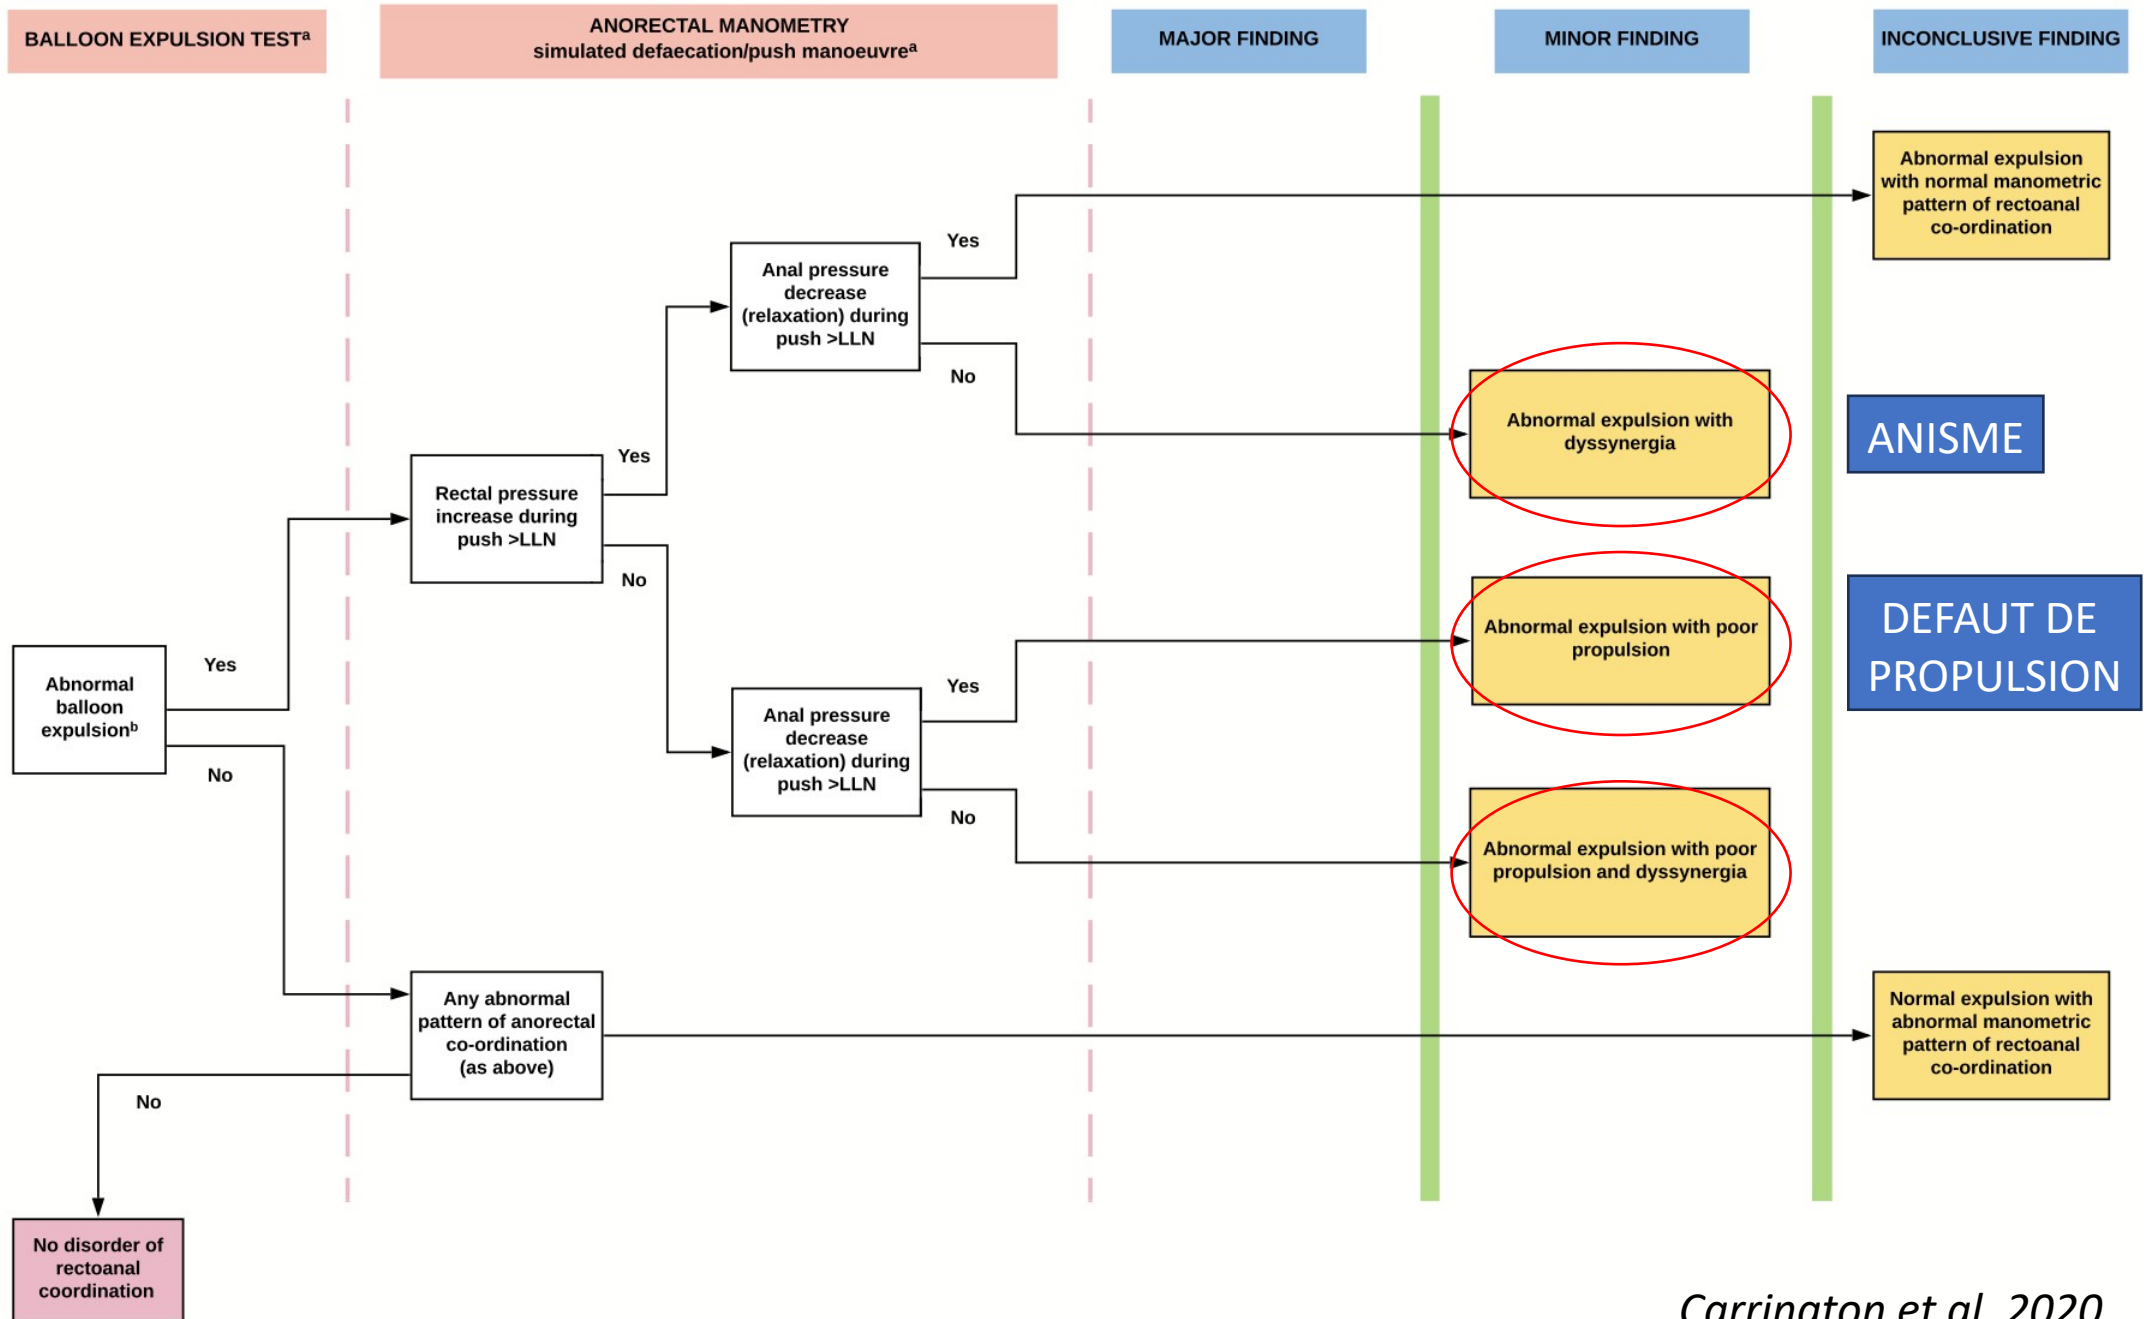 BALLOON EXPULSION TESTᵃ
ANORECTAL MANOMETRY
simulated defaecation/push manoeuvreᵃ
MAJOR FINDING
MINOR FINDING
INCONCLUSIVE FINDING
Abnormal expulsion
with normal manometric
pattern of rectoanal
co-ordination
Yes
Anal pressure
decrease
(relaxation) during
push >LLN
No
Abnormal expulsion with
dyssynergia
ANISME
Yes
Rectal pressure
increase during
push >LLN
No
Abnormal expulsion with poor
propulsion
DEFAUT DE
PROPULSION
Yes
Abnormal
balloon
expulsionᵇ
No
Yes
Anal pressure
decrease
(relaxation) during
push >LLN
No
Abnormal expulsion with poor
propulsion and dyssynergia
Any abnormal
pattern of anorectal
co-ordination
(as above)
Normal expulsion with
abnormal manometric
pattern of rectoanal
co-ordination
No
No disorder of
rectoanal
coordination
Carrington et al, 2020